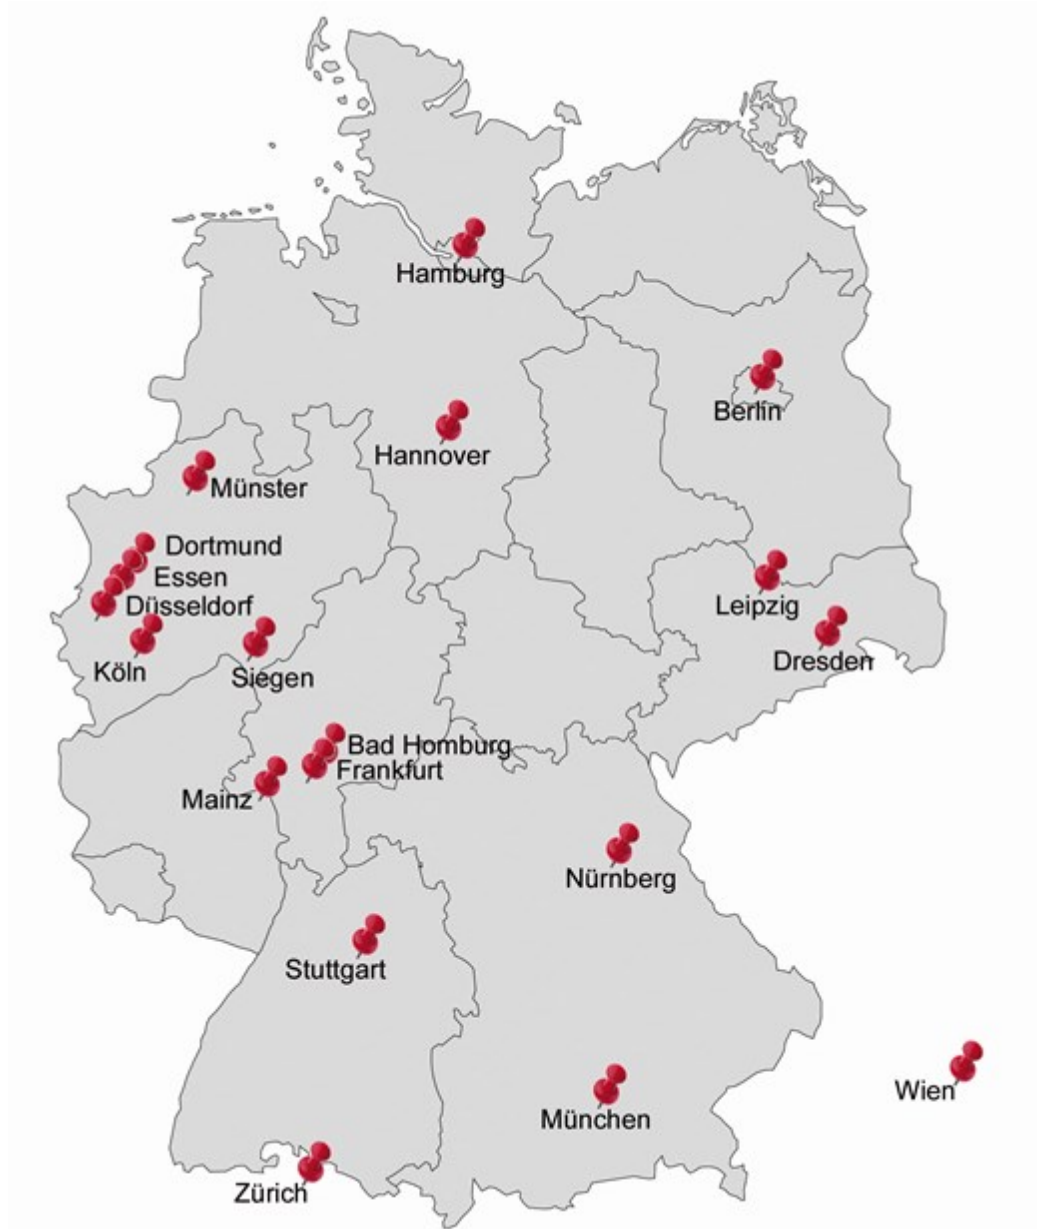 Hamburg
Berlin
Hannover
Münster
Dortmund
Essen
Düsseldorf
Leipzig
Dresden
Köln
Siegen
Bad Homburg
Frankfurt
Mainz
Nürnberg
Stuttgart
Wien
München
Zürich